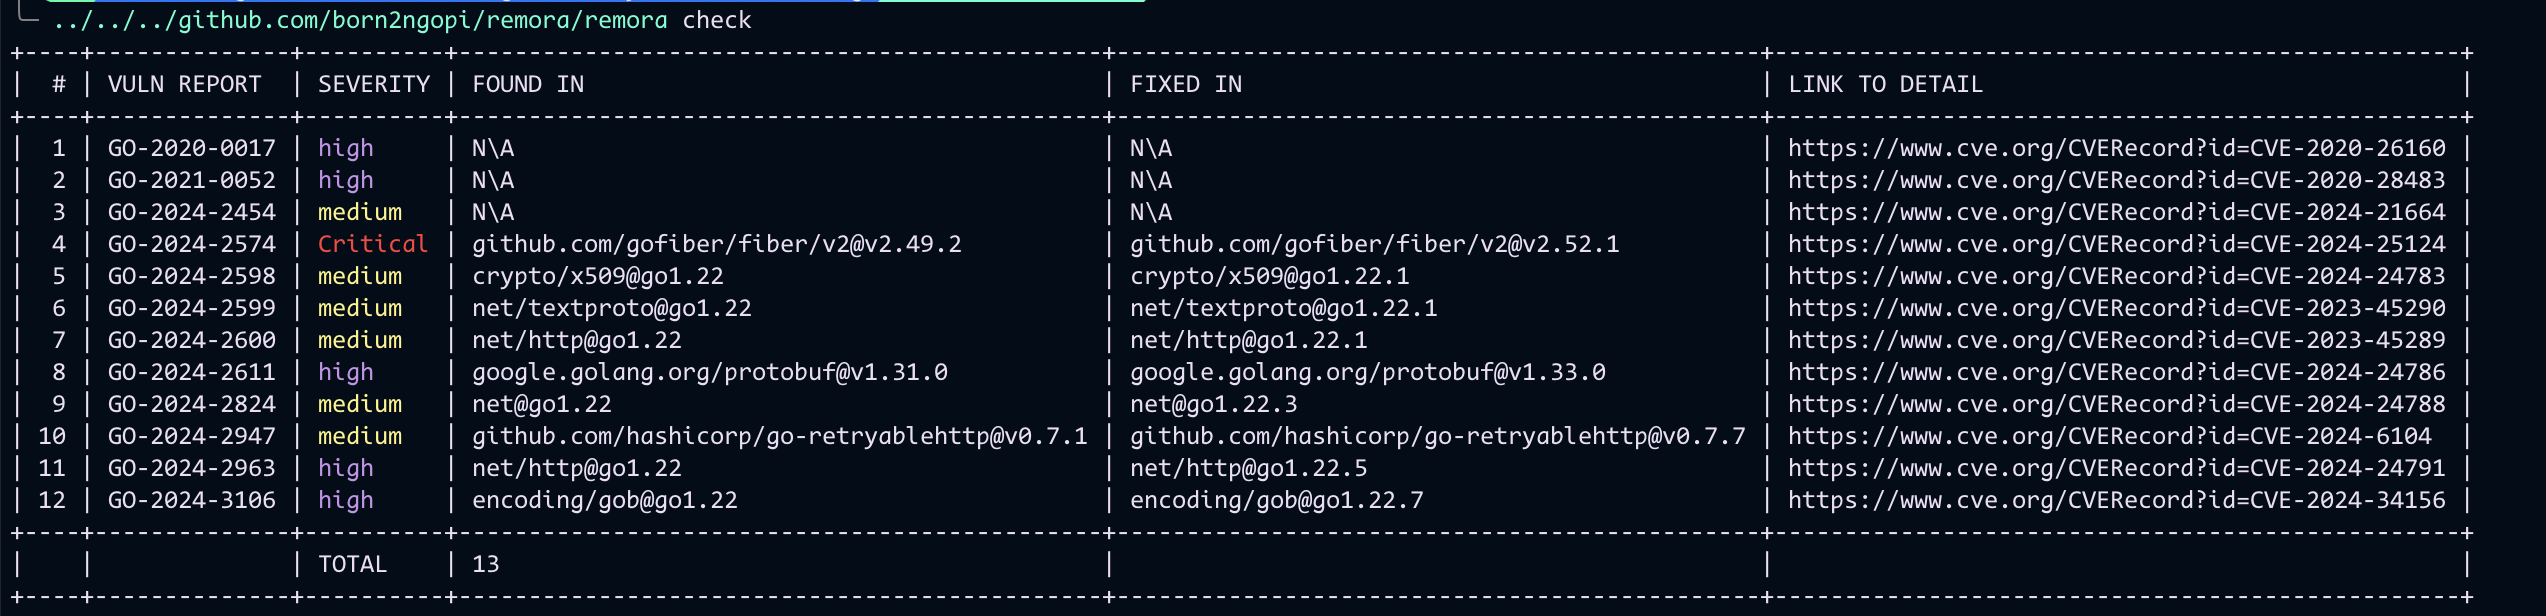 ../../../github.com/born2ngopi/remora/remora check
+----+--------------+----------+----------------------------------------------+----------------------------------------------+-------------------------------------------------+
|  # | VULN REPORT  | SEVERITY | FOUND IN                                     | FIXED IN                                     | LINK TO DETAIL                                  |
+----+--------------+----------+----------------------------------------------+----------------------------------------------+-------------------------------------------------+
|  1 | GO-2020-0017 | high     | N\A                                          | N\A                                          | https://www.cve.org/CVERecord?id=CVE-2020-26160 |
|  2 | GO-2021-0052 | high     | N\A                                          | N\A                                          | https://www.cve.org/CVERecord?id=CVE-2020-28483 |
|  3 | GO-2024-2454 | medium   | N\A                                          | N\A                                          | https://www.cve.org/CVERecord?id=CVE-2024-21664 |
|  4 | GO-2024-2574 | Critical | github.com/gofiber/fiber/v2@v2.49.2          | github.com/gofiber/fiber/v2@v2.52.1          | https://www.cve.org/CVERecord?id=CVE-2024-25124 |
|  5 | GO-2024-2598 | medium   | crypto/x509@go1.22                           | crypto/x509@go1.22.1                         | https://www.cve.org/CVERecord?id=CVE-2024-24783 |
|  6 | GO-2024-2599 | medium   | net/textproto@go1.22                         | net/textproto@go1.22.1                       | https://www.cve.org/CVERecord?id=CVE-2023-45290 |
|  7 | GO-2024-2600 | medium   | net/http@go1.22                              | net/http@go1.22.1                            | https://www.cve.org/CVERecord?id=CVE-2023-45289 |
|  8 | GO-2024-2611 | high     | google.golang.org/protobuf@v1.31.0           | google.golang.org/protobuf@v1.33.0           | https://www.cve.org/CVERecord?id=CVE-2024-24786 |
|  9 | GO-2024-2824 | medium   | net@go1.22                                   | net@go1.22.3                                 | https://www.cve.org/CVERecord?id=CVE-2024-24788 |
| 10 | GO-2024-2947 | medium   | github.com/hashicorp/go-retryablehttp@v0.7.1 | github.com/hashicorp/go-retryablehttp@v0.7.7 | https://www.cve.org/CVERecord?id=CVE-2024-6104  |
| 11 | GO-2024-2963 | high     | net/http@go1.22                              | net/http@go1.22.5                            | https://www.cve.org/CVERecord?id=CVE-2024-24791 |
| 12 | GO-2024-3106 | high     | encoding/gob@go1.22                          | encoding/gob@go1.22.7                        | https://www.cve.org/CVERecord?id=CVE-2024-34156 |
+----+--------------+----------+----------------------------------------------+----------------------------------------------+-------------------------------------------------+
|    |              | TOTAL    | 13                                           |                                              |                                                 |
+----+--------------+----------+----------------------------------------------+----------------------------------------------+-------------------------------------------------+